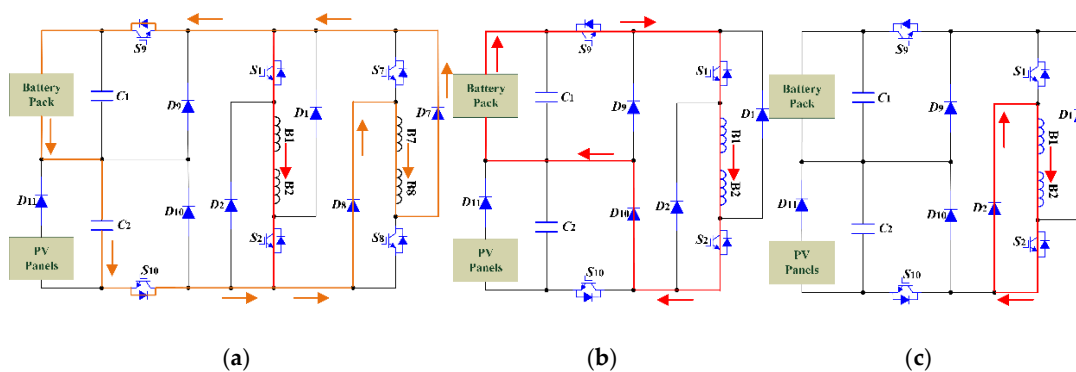 S9
S1
S7
Battery
Pack
C1
D9
D1
D7
B1
B7
B2
B8
D11
C2
D10
D2
D8
S2
S8
PV
Panels
S10
(a)
S9
S1
Battery
Pack
C1
D9
D1
B1
B2
D11
C2
D10
D2
S2
PV
Panels
S10
(b)
S9
S1
Battery
Pack
C1
D9
D1
B1
B2
D11
C2
D10
D2
S2
PV
Panels
S10
(c)